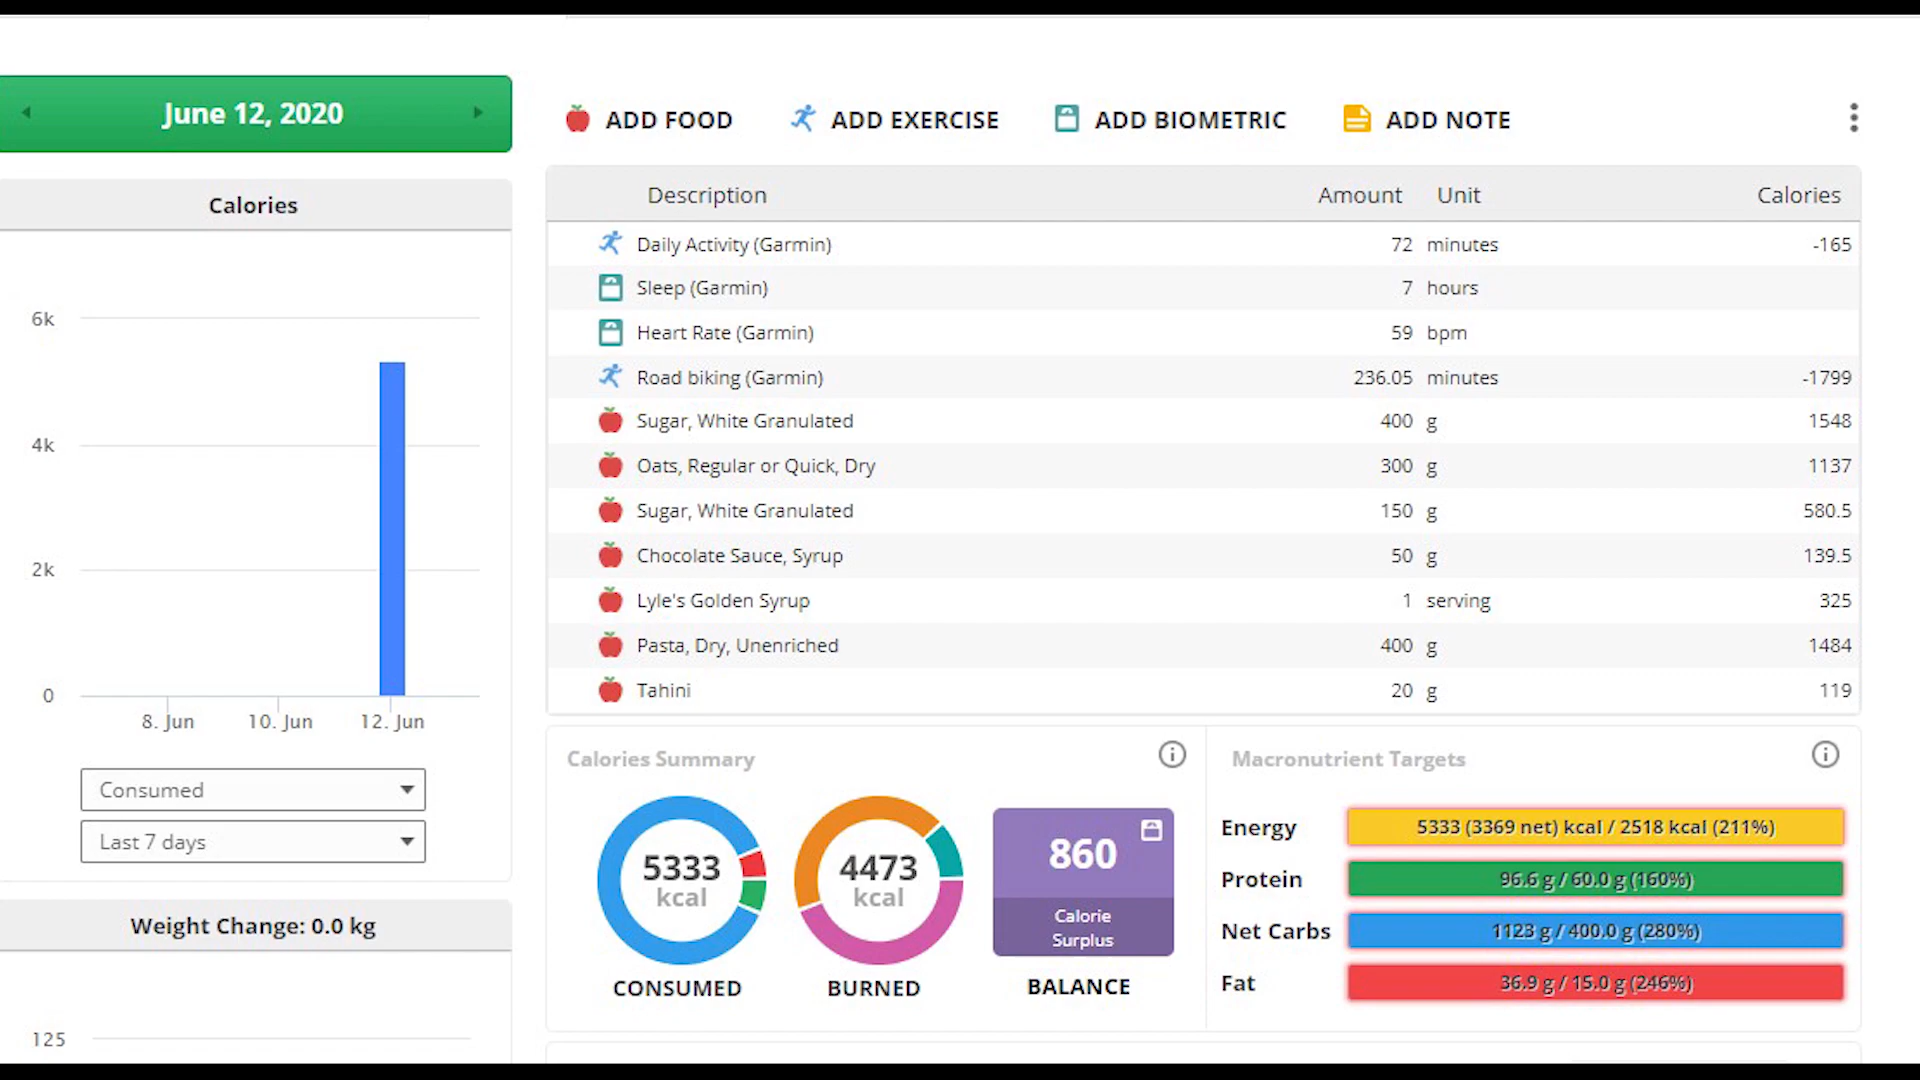 June 12, 2020
ADD FOOD ADD EXERCISE ADD BIOMETRIC ADD NOTE
Calories
6k
4k
2k
0
8. Jun 10. Jun 12. Jun
Consumed
Last 7 days
Weight Change: 0.0 kg
125
Description Amount Unit Calories
Daily Activity (Garmin) 72 minutes -165
Sleep (Garmin) 7 hours
Heart Rate (Garmin) 59 bpm
Road biking (Garmin) 236.05 minutes -1799
Sugar, White Granulated 400 g 1548
Oats, Regular or Quick, Dry 300 g 1137
Sugar, White Granulated 150 g 580.5
Chocolate Sauce, Syrup 50 g 139.5
Lyle's Golden Syrup 1 serving 325
Pasta, Dry, Unenriched 400 g 1484
Tahini 20 g 119
Calories Summary
5333
kcal
CONSUMED
4473
kcal
BURNED
860
Calorie
Surplus
BALANCE
Macronutrient Targets
Energy 5333 (3369 net) kcal / 2518 kcal (211%)
Protein 96.6 g / 60.0 g (160%)
Net Carbs 1123 g / 400.0 g (280%)
Fat 36.9 g / 15.0 g (246%)